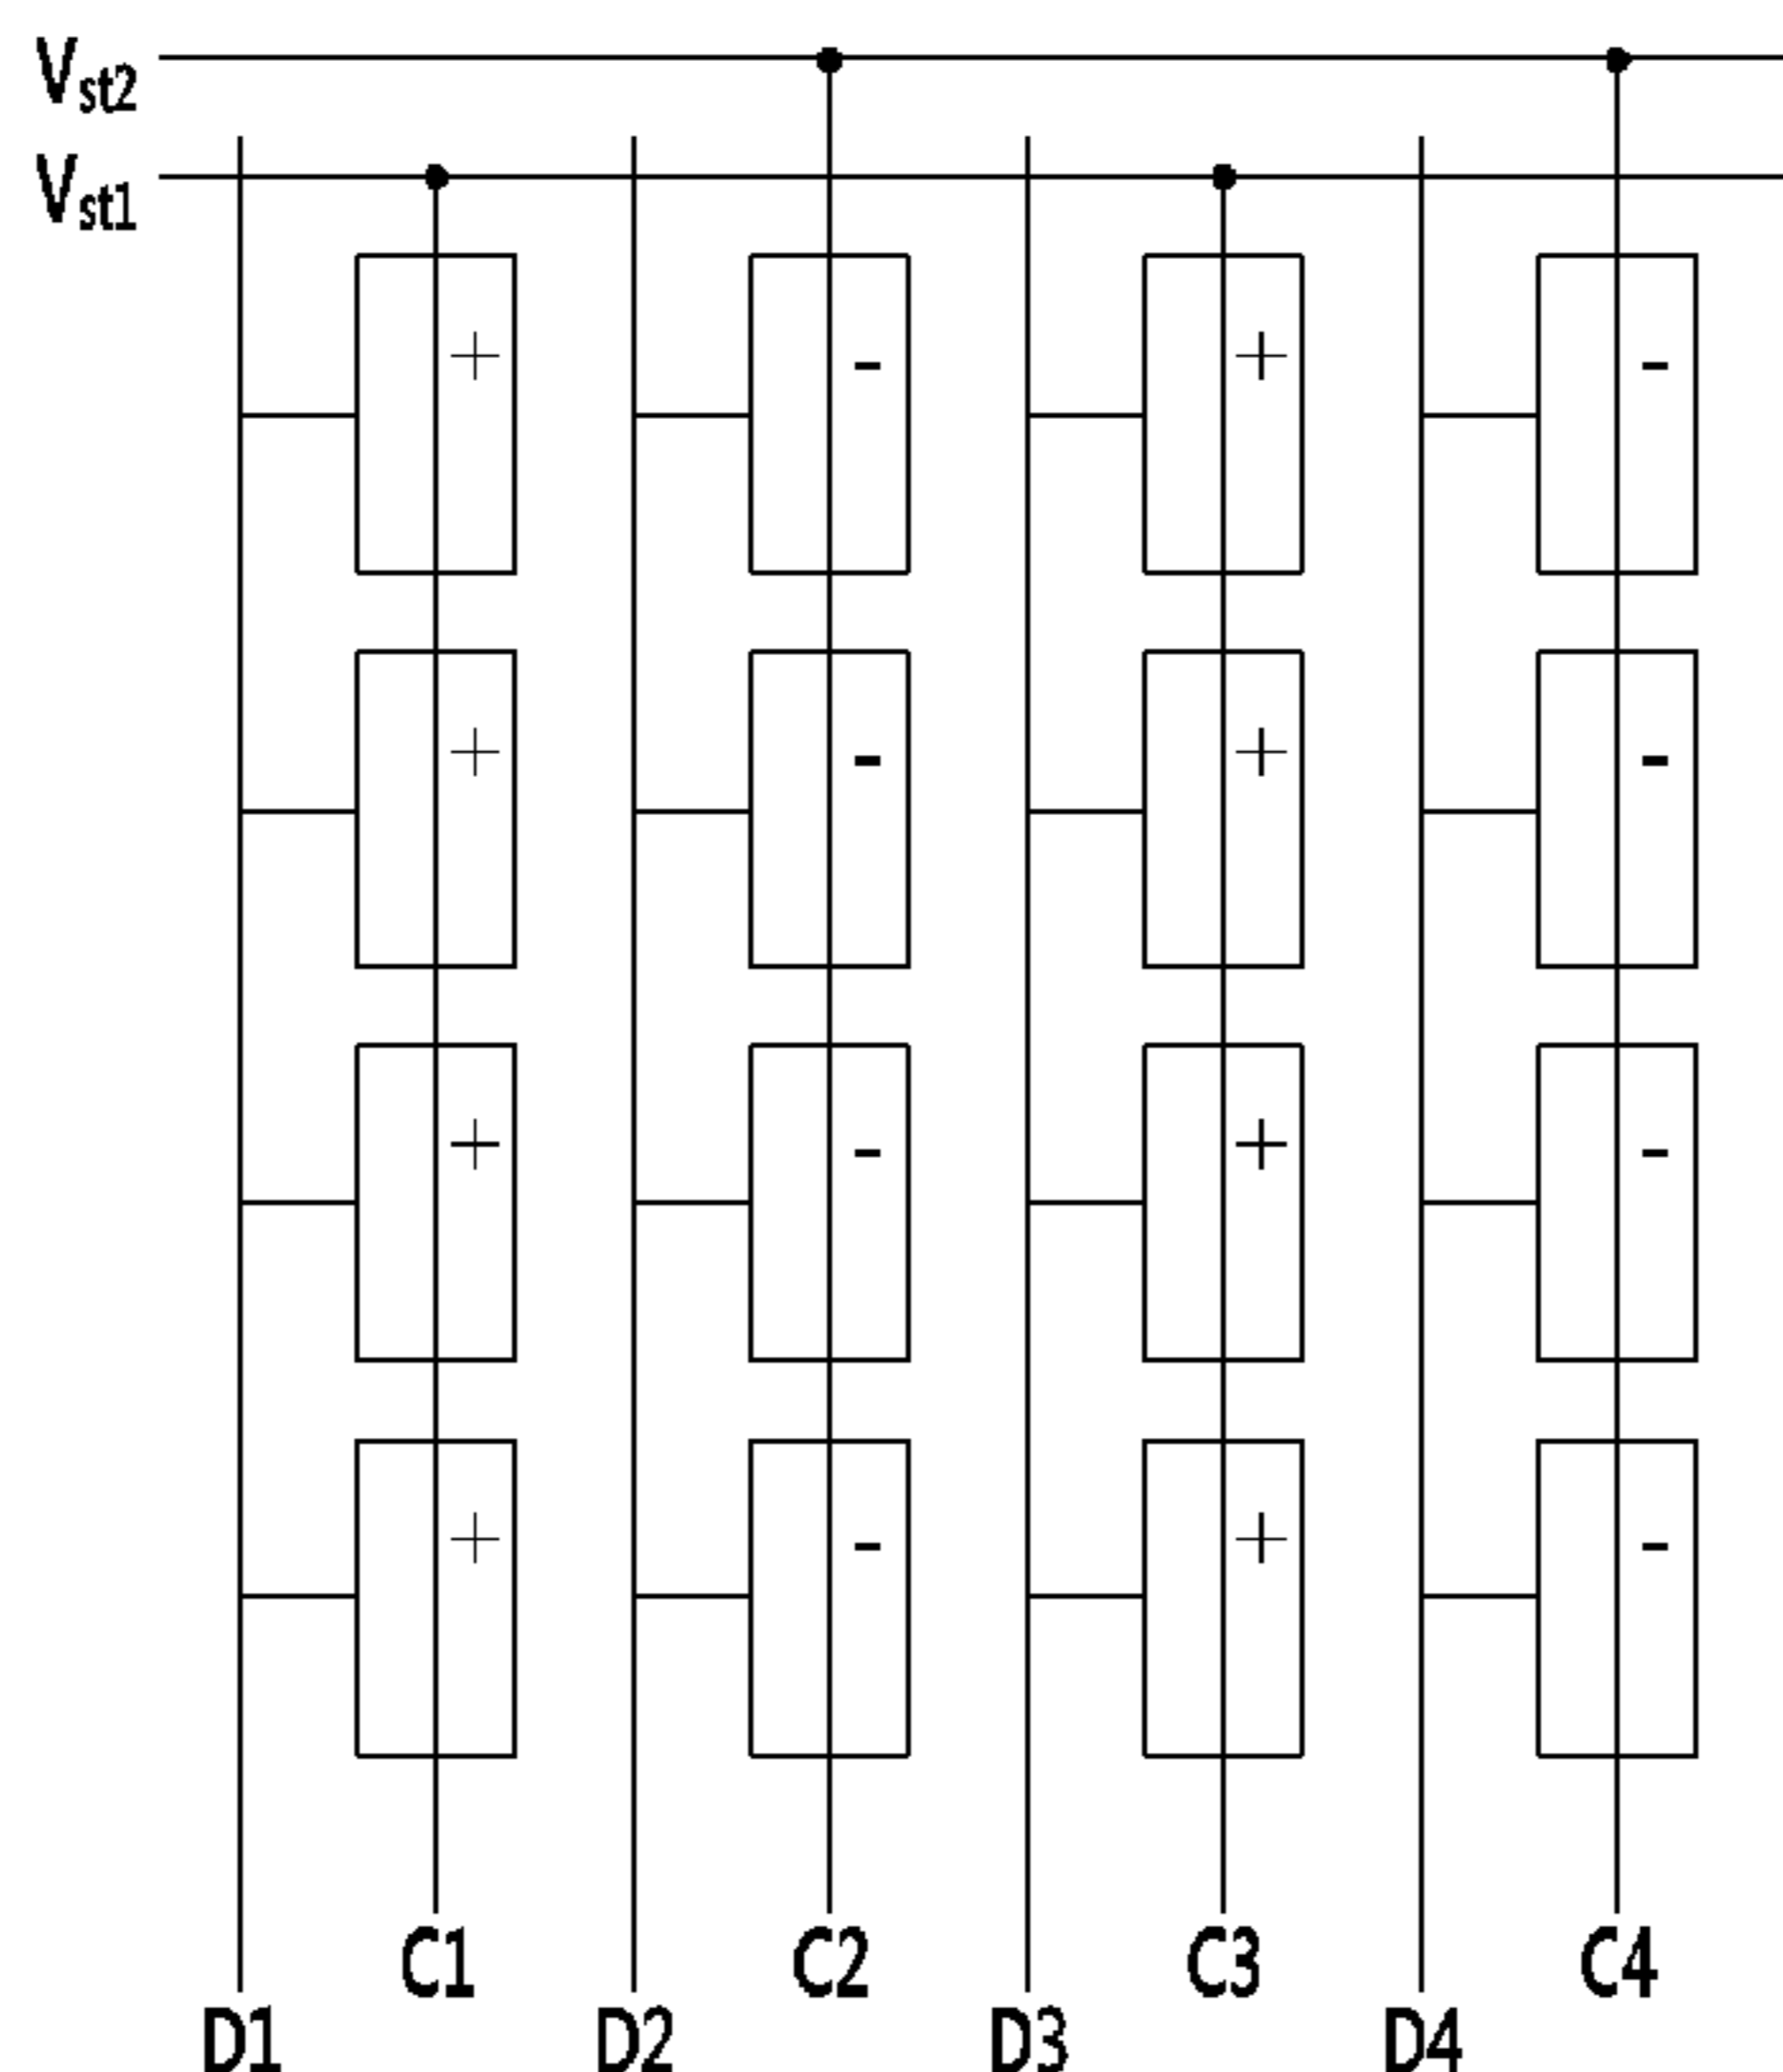 Vst2
Vst1
+ - + -
+ - + -
+ - + -
+ - + -
C1 C2 C3 C4
D1 D2 D3 D4